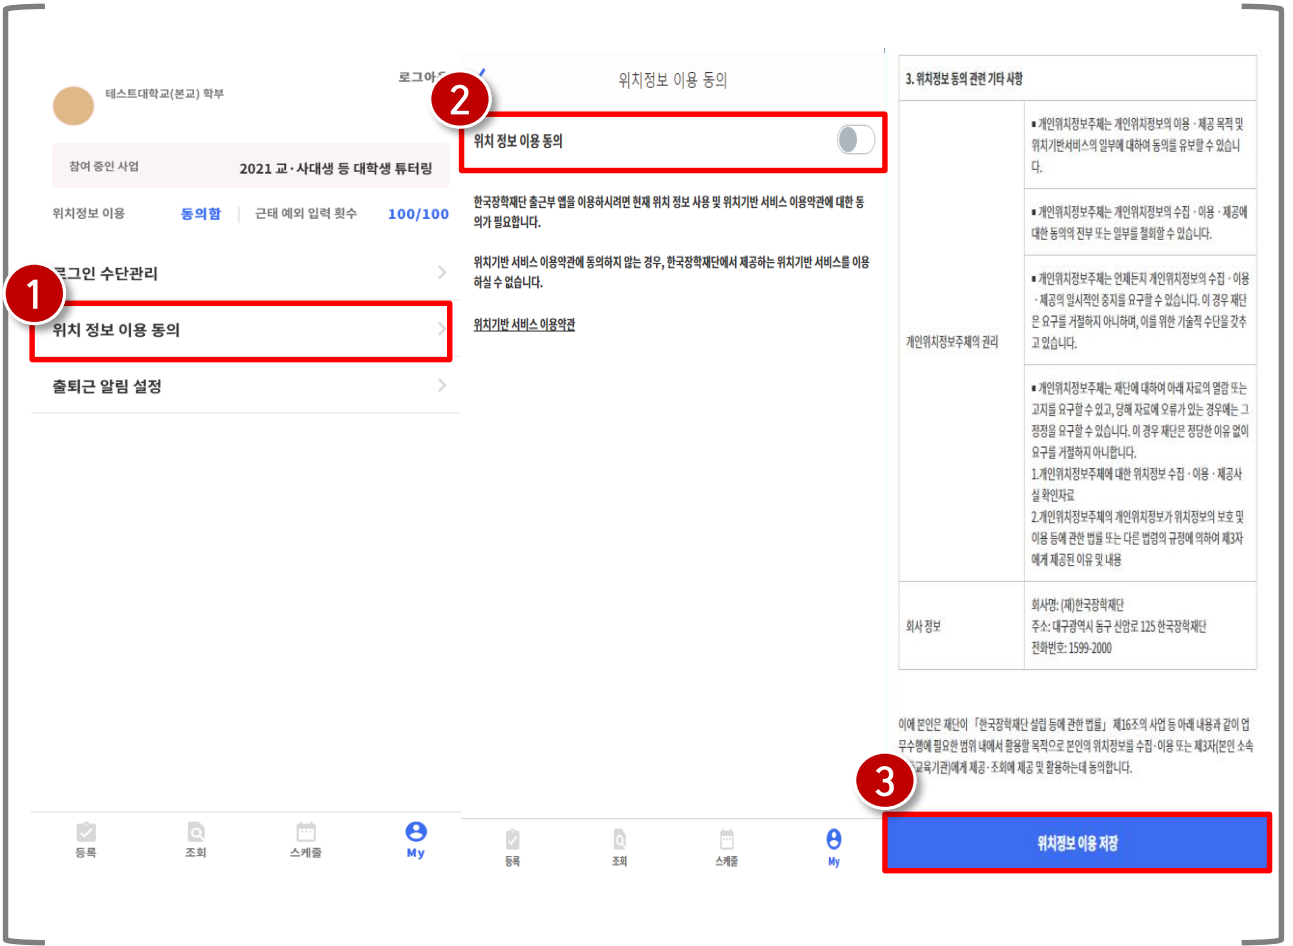 로그아
테스트대학교(본교) 학부
참여 중인 사업
2021 교·사대생 등 대학생 튜터링
위치정보 이용
동의함
근태 예외 입력 횟수
100/100
로그인 수단관리
1
위치 정보 이용 동의
출퇴근 알림 설정
등록
조회
스케줄
My
2
위치정보 이용 동의
위치 정보 이용 동의
한국장학재단 출근부 앱을 이용하시려면 현재 위치 정보 사용 및 위치기반 서비스 이용약관에 대한 동
의가 필요합니다.
위치기반 서비스 이용약관에 동의하지 않는 경우, 한국장학재단에서 제공하는 위치기반 서비스를 이용
하실 수 없습니다.
위치기반 서비스 이용약관
등록
조회
스케줄
My
3. 위치정보 동의 관련 기타 사항
개인위치정보주체의 권리
■ 개인위치정보주체는 개인위치정보의 이용 · 제공 목적 및
위치기반서비스의 일부에 대하여 동의를 유보할 수 있습니
다.
■ 개인위치정보주체는 개인위치정보의 수집 · 이용 · 제공에
대한 동의의 전부 또는 일부를 철회할 수 있습니다.
■ 개인위치정보주체는 언제든지 개인위치정보의 수집 · 이용
· 제공의 일시적인 중지를 요구할 수 있습니다. 이 경우 재단
은 요구를 거절하지 아니하며, 이를 위한 기술적 수단을 갖추
고 있습니다.
■ 개인위치정보주체는 재단에 대하여 아래 자료의 열람 또는
고지를 요구할 수 있고, 당해 자료에 오류가 있는 경우에는 그
정정을 요구할 수 있습니다. 이 경우 재단은 정당한 이유 없이
요구를 거절하지 아니합니다.
1.개인위치정보주체에 대한 위치정보 수집 · 이용 · 제공사
실 확인자료
2.개인위치정보주체의 개인위치정보가 위치정보의 보호 및
이용 등에 관한 법률 또는 다른 법령의 규정에 의하여 제3자
에게 제공된 이유 및 내용
회사 정보
회사명: (재)한국장학재단
주소: 대구광역시 동구 신암로 125 한국장학재단
전화번호: 1599-2000
이에 본인은 재단이 「한국장학재단 설립 등에 관한 법률」 제16조의 사업 등 아래 내용과 같이 업
무수행에 필요한 범위 내에서 활용할 목적으로 본인의 위치정보를 수집·이용 또는 제3자(본인 소속
교육기관)에게 제공·조회에 제공 및 활용하는데 동의합니다.
3
위치정보 이용 저장